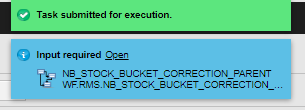 Task submitted for execution.
Input required Open
NB_STOCK_BUCKET_CORRECTION_PARENT
WF.RMS.NB_STOCK_BUCKET_CORRECTION_...